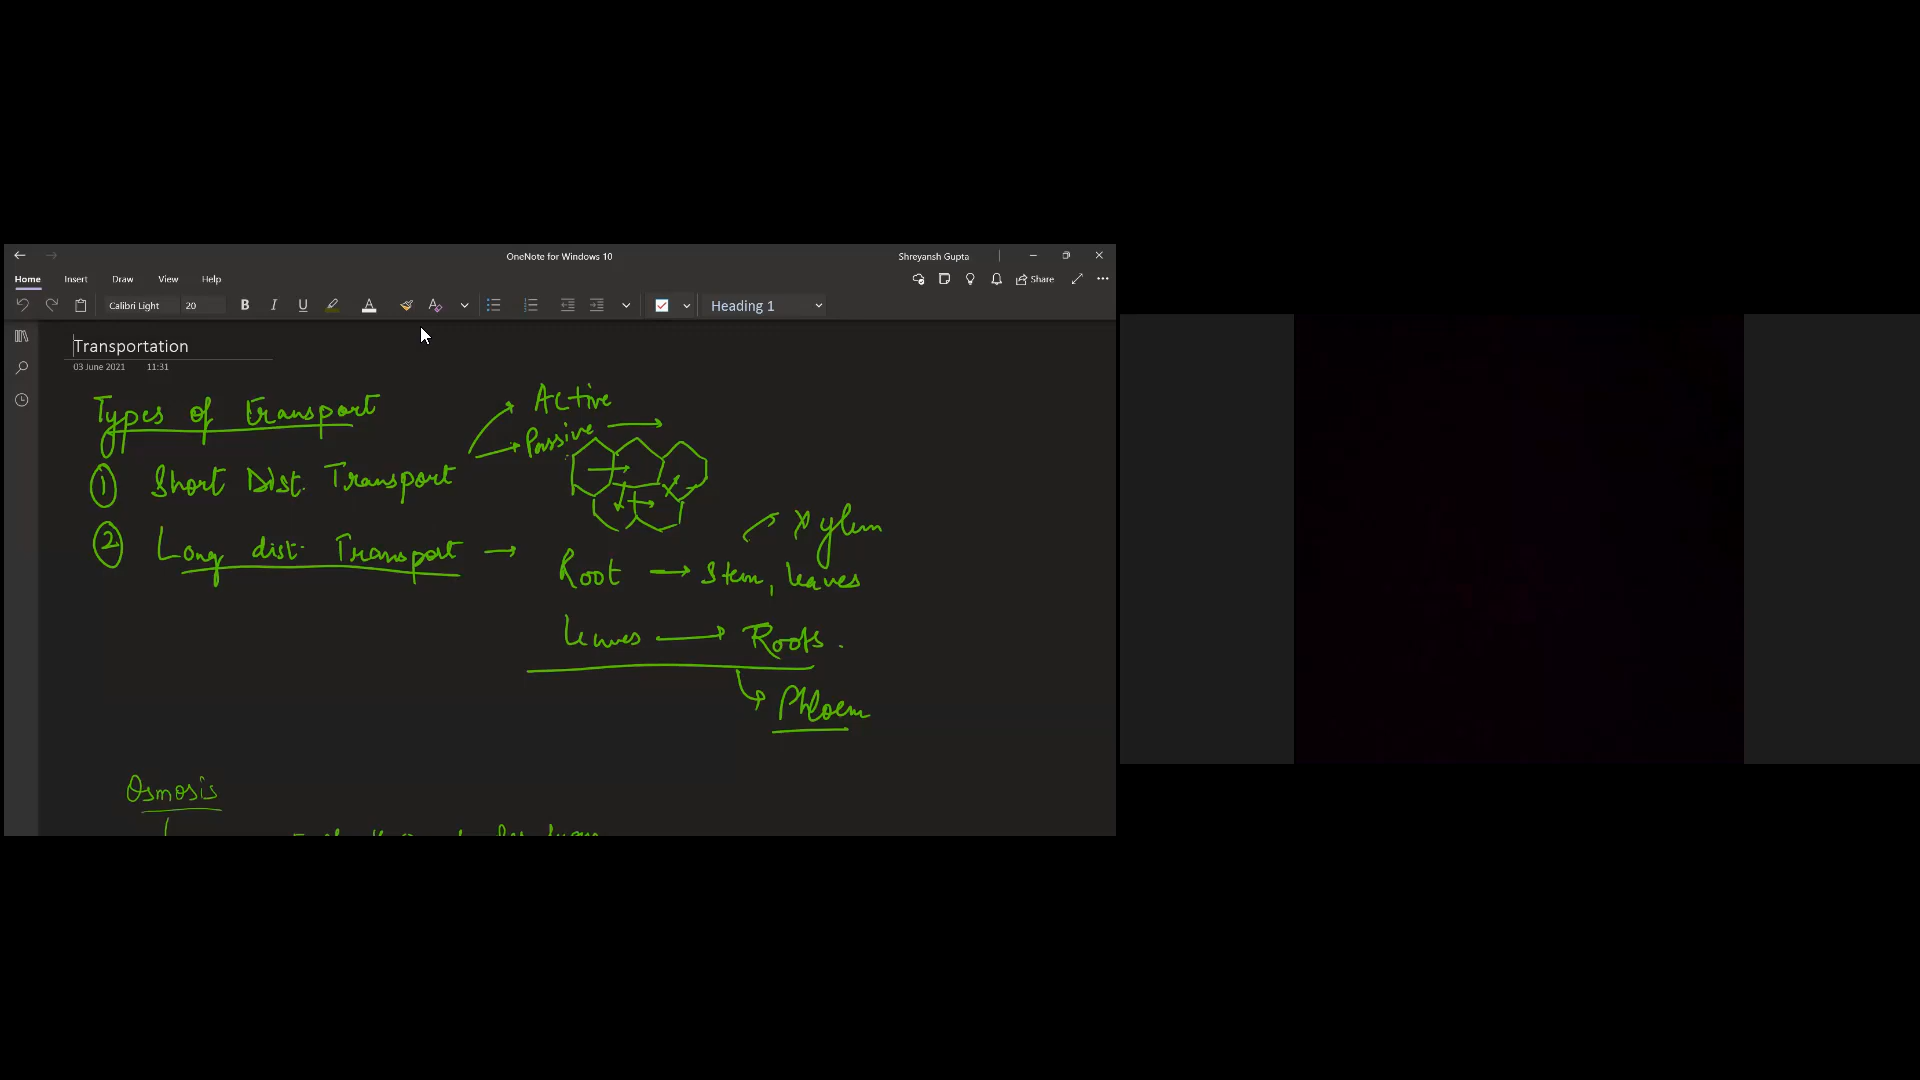 OneNote for Windows 10
Shreyansh Gupta
Home Insert Draw View Help
Share
Calibri Light 20 B I U A Heading 1
Transportation
03 June 2021 11:31
Types of Transport
Active
Passive
① Short Dist. Transport
② Long dist. Transport
Xylem
Root → Stem, leaves
Leaves → Roots.
Phloem
Osmosis